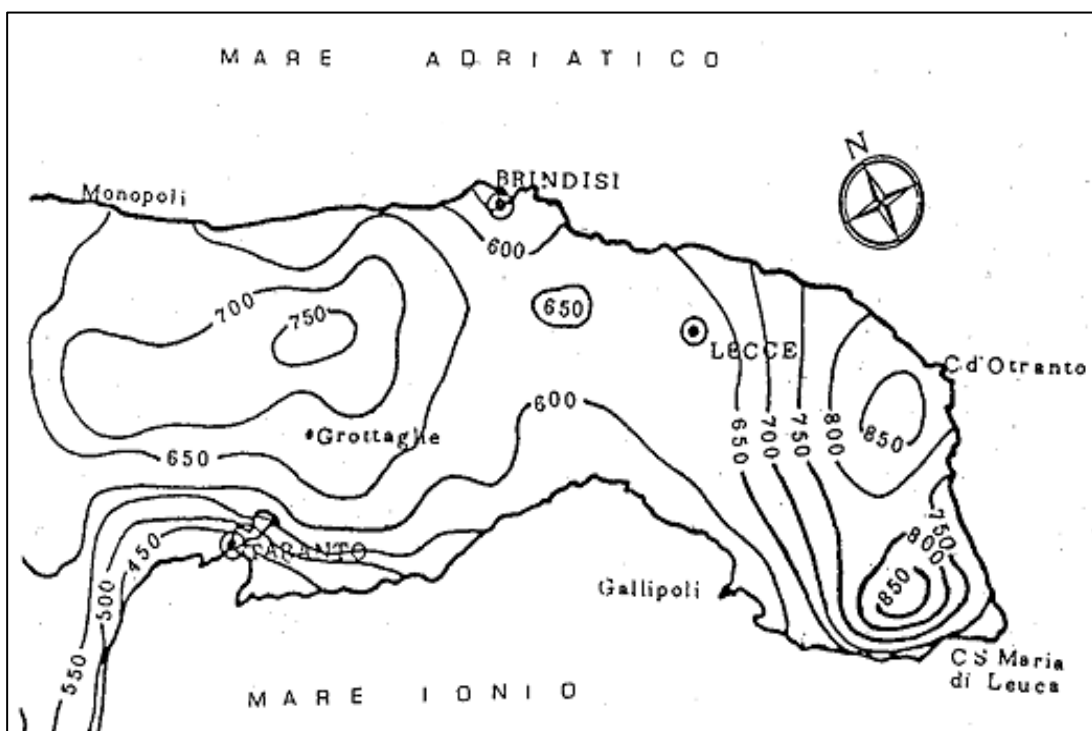 MARE ADRIATICO
N
Monopoli
BRINDISI
600
700
750
650
LECCE
C d'Otranto
600
650
700
750
800
850
Grottaglie
650
750
450
TARANTO
800
500
850
Gallipoli
550
C S Maria
di Leuca
MARE IONIO